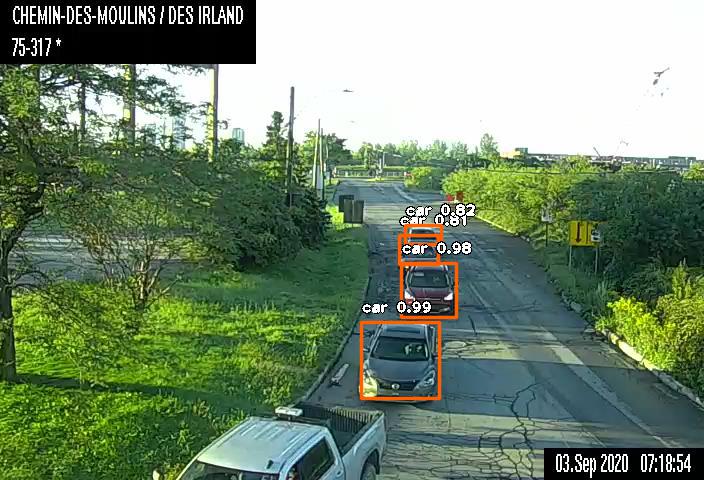 CHEMIN-DES-MOULINS / DES IRLAND
75-317 *
car 0.82
car 0.81
car 0.98
car 0.99
03.Sep 2020 07:18:54